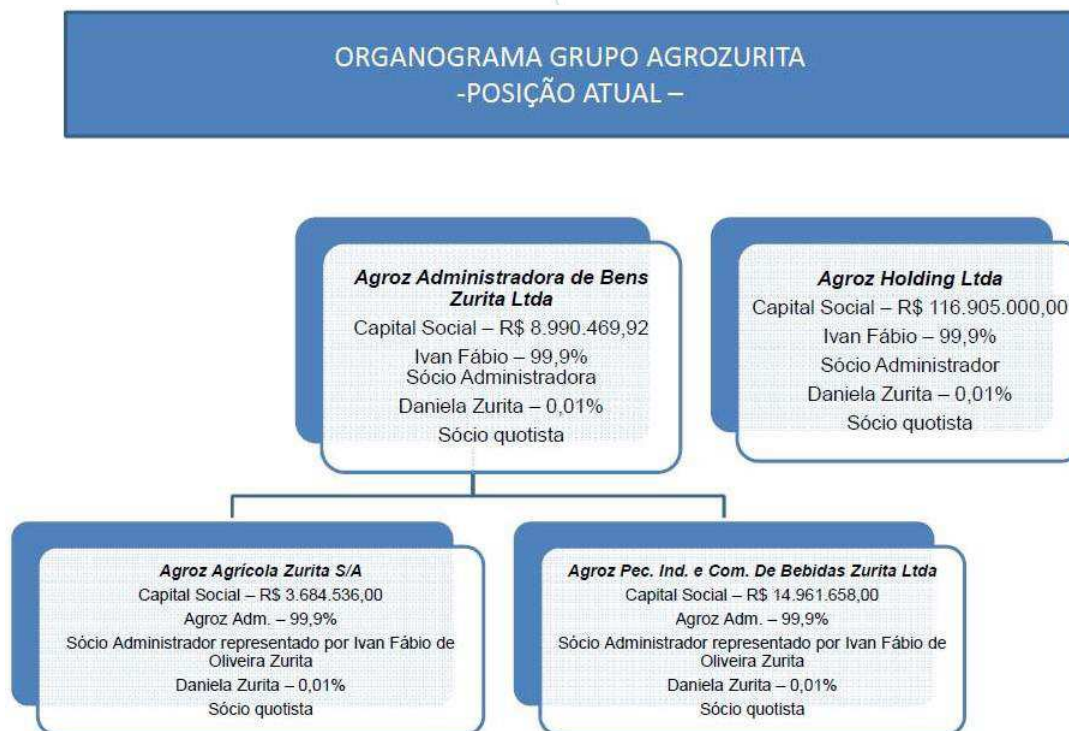 ORGANOGRAMA GRUPO AGROZURITA
-POSIÇÃO ATUAL –
Agroz Administradora de Bens
Zurita Ltda
Capital Social – R$ 8.990.469,92
Ivan Fábio – 99,9%
Sócio Administradora
Daniela Zurita – 0,01%
Sócio quotista
Agroz Holding Ltda
Capital Social – R$ 116.905.000,00
Ivan Fábio – 99,9%
Sócio Administrador
Daniela Zurita – 0,01%
Sócio quotista
Agroz Agrícola Zurita S/A
Capital Social – R$ 3.684.536,00
Agroz Adm. – 99,9%
Sócio Administrador representado por Ivan Fábio de
Oliveira Zurita
Daniela Zurita – 0,01%
Sócio quotista
Agroz Pec. Ind. e Com. De Bebidas Zurita Ltda
Capital Social – R$ 14.961.658,00
Agroz Adm. – 99,9%
Sócio Administrador representado por Ivan Fábio de
Oliveira Zurita
Daniela Zurita – 0,01%
Sócio quotista